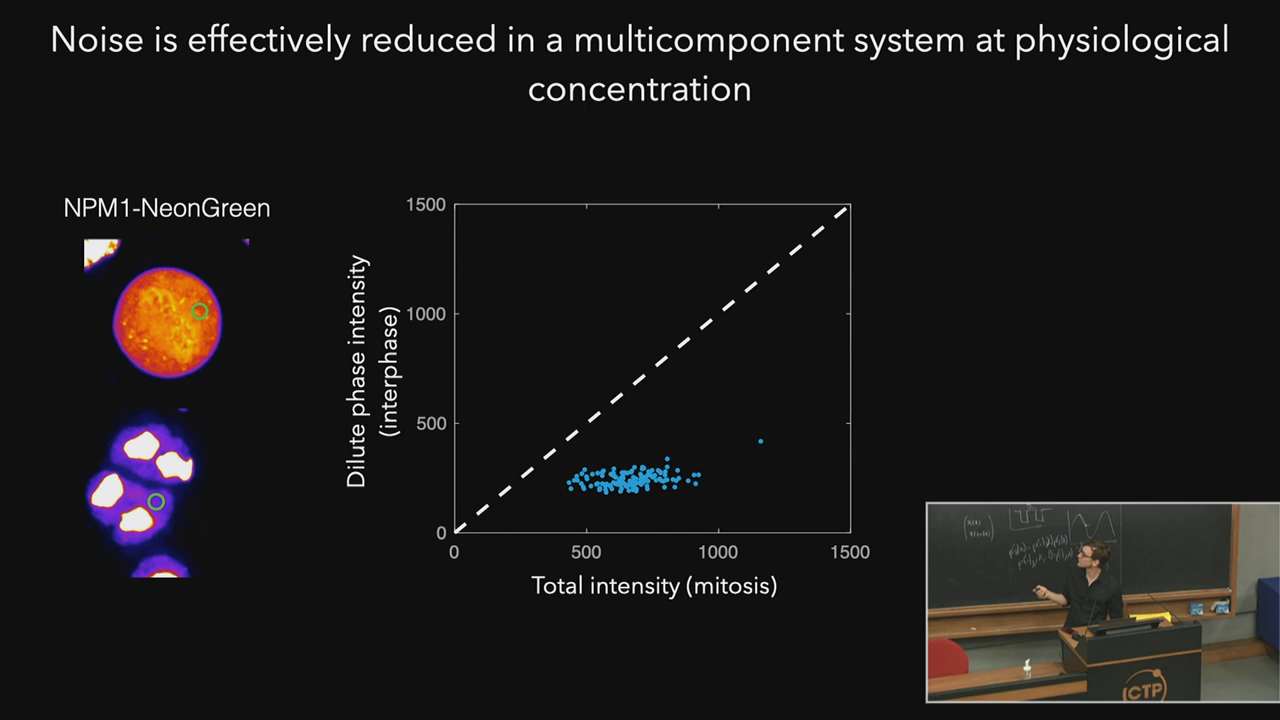 Noise is effectively reduced in a multicomponent system at physiological
concentration
NPM1-NeonGreen
Dilute phase intensity
(interphase)
1500
1000
500
0
0
500
1000
1500
Total intensity (mitosis)
ICTP